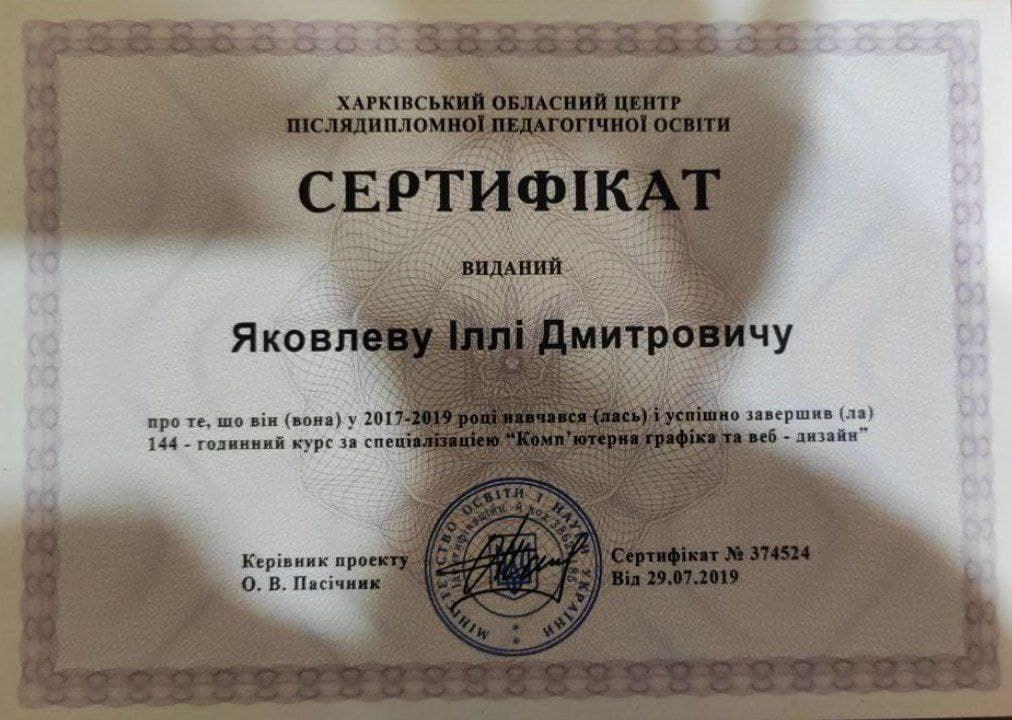 ХАРКІВСЬКИЙ ОБЛАСНИЙ ЦЕНТР
ПІСЛЯДИПЛОМНОЇ ПЕДАГОГІЧНОЇ ОСВІТИ
СЕРТИФІКАТ
ВИДАНИЙ
Яковлеву Іллі Дмитровичу
про те, шо він (вона) у 2017-2019 році навчався (лась) і успішно завершив (ла)
144 - годинний курс за спеціалізацією “Комп’ютерна графіка та веб - дизайн”
Керівник проекту
О. В. Пасічник
МІНІСТЕРСТВО ОСВІТИ І НАУКИ УКРАЇНИ
Сертифікат № 374524
Від 29.07.2019